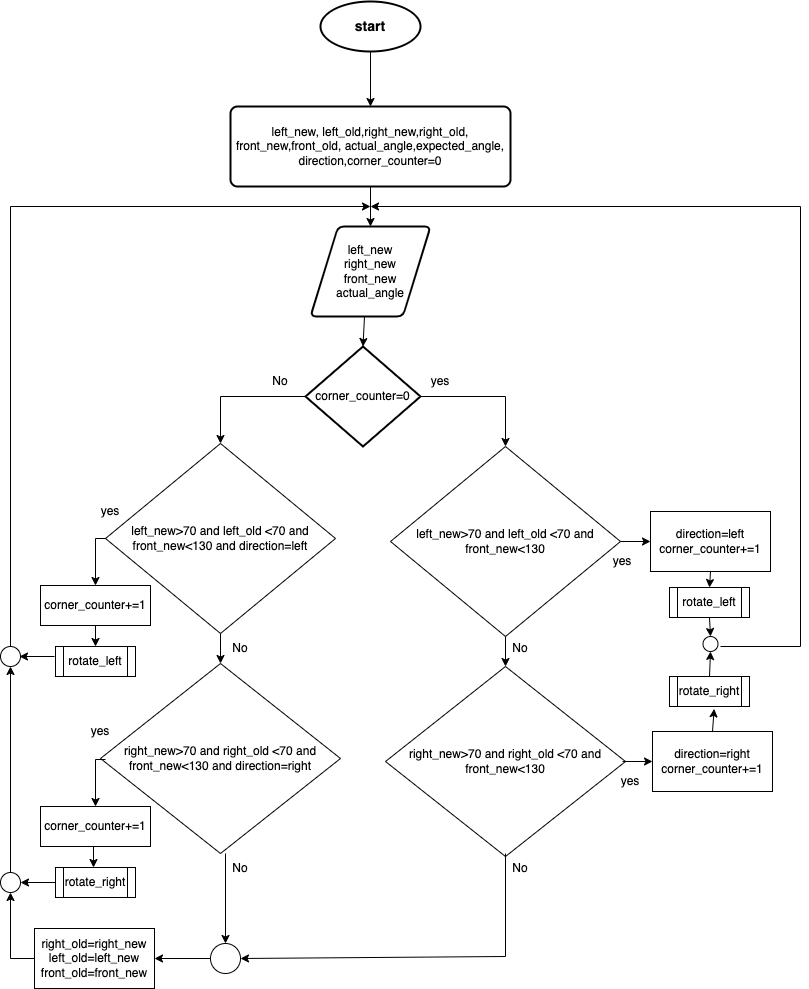 start
left_new, left_old,right_new,right_old,
front_new,front_old, actual_angle,expected_angle,
direction,corner_counter=0
left_new
right_new
front_new
actual_angle
No
yes
corner_counter=0
yes
left_new>70 and left_old <70 and
front_new<130 and direction=left
left_new>70 and left_old <70 and
front_new<130
yes
direction=left
corner_counter+=1
corner_counter+=1
rotate_left
No
No
rotate_left
rotate_right
yes
right_new>70 and right_old <70 and
front_new<130 and direction=right
right_new>70 and right_old <70 and
front_new<130
yes
direction=right
corner_counter+=1
corner_counter+=1
No
No
rotate_right
right_old=right_new
left_old=left_new
front_old=front_new